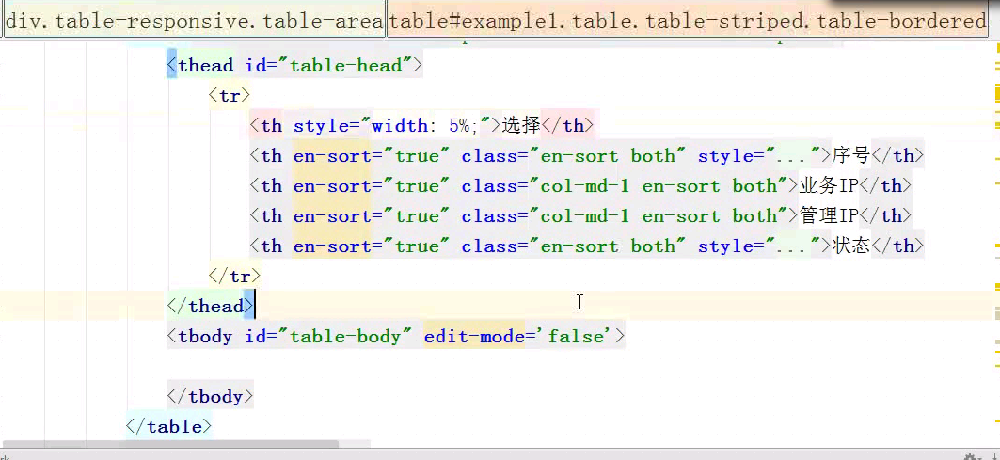 div.table-responsive.table-area table#example1.table.table-striped.table-bordered
<thead id="table-head">
<tr>
<th style="width: 5%;">选择</th>
<th en-sort="true" class="en-sort both" style="...">序号</th>
<th en-sort="true" class="col-md-1 en-sort both">业务IP</th>
<th en-sort="true" class="col-md-1 en-sort both">管理IP</th>
<th en-sort="true" class="en-sort both" style="...">状态</th>
</tr>
</thead>
<tbody id="table-body" edit-mode='false'>
</tbody>
</table>